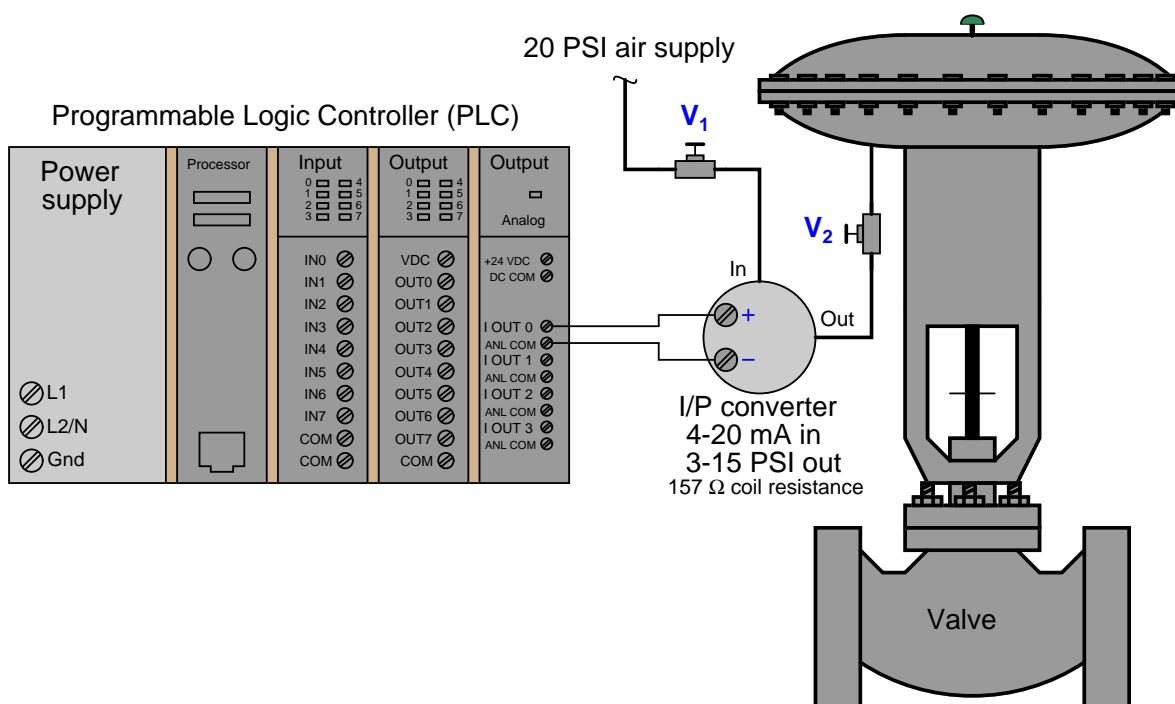 20 PSI air supply
Programmable Logic Controller (PLC)
V1
Power
supply
L1
L2/N
Gnd
Processor
Input
0 4
1 5
2 6
3 7
IN0
IN1
IN2
IN3
IN4
IN5
IN6
IN7
COM
COM
Output
0 4
1 5
2 6
3 7
VDC
OUT0
OUT1
OUT2
OUT3
OUT4
OUT5
OUT6
OUT7
COM
Output
Analog
+24 VDC
DC COM
I OUT 0
ANL COM
I OUT 1
ANL COM
I OUT 2
ANL COM
I OUT 3
ANL COM
V2
In
+
Out
−
I/P converter
4-20 mA in
3-15 PSI out
157 Ω coil resistance
Valve